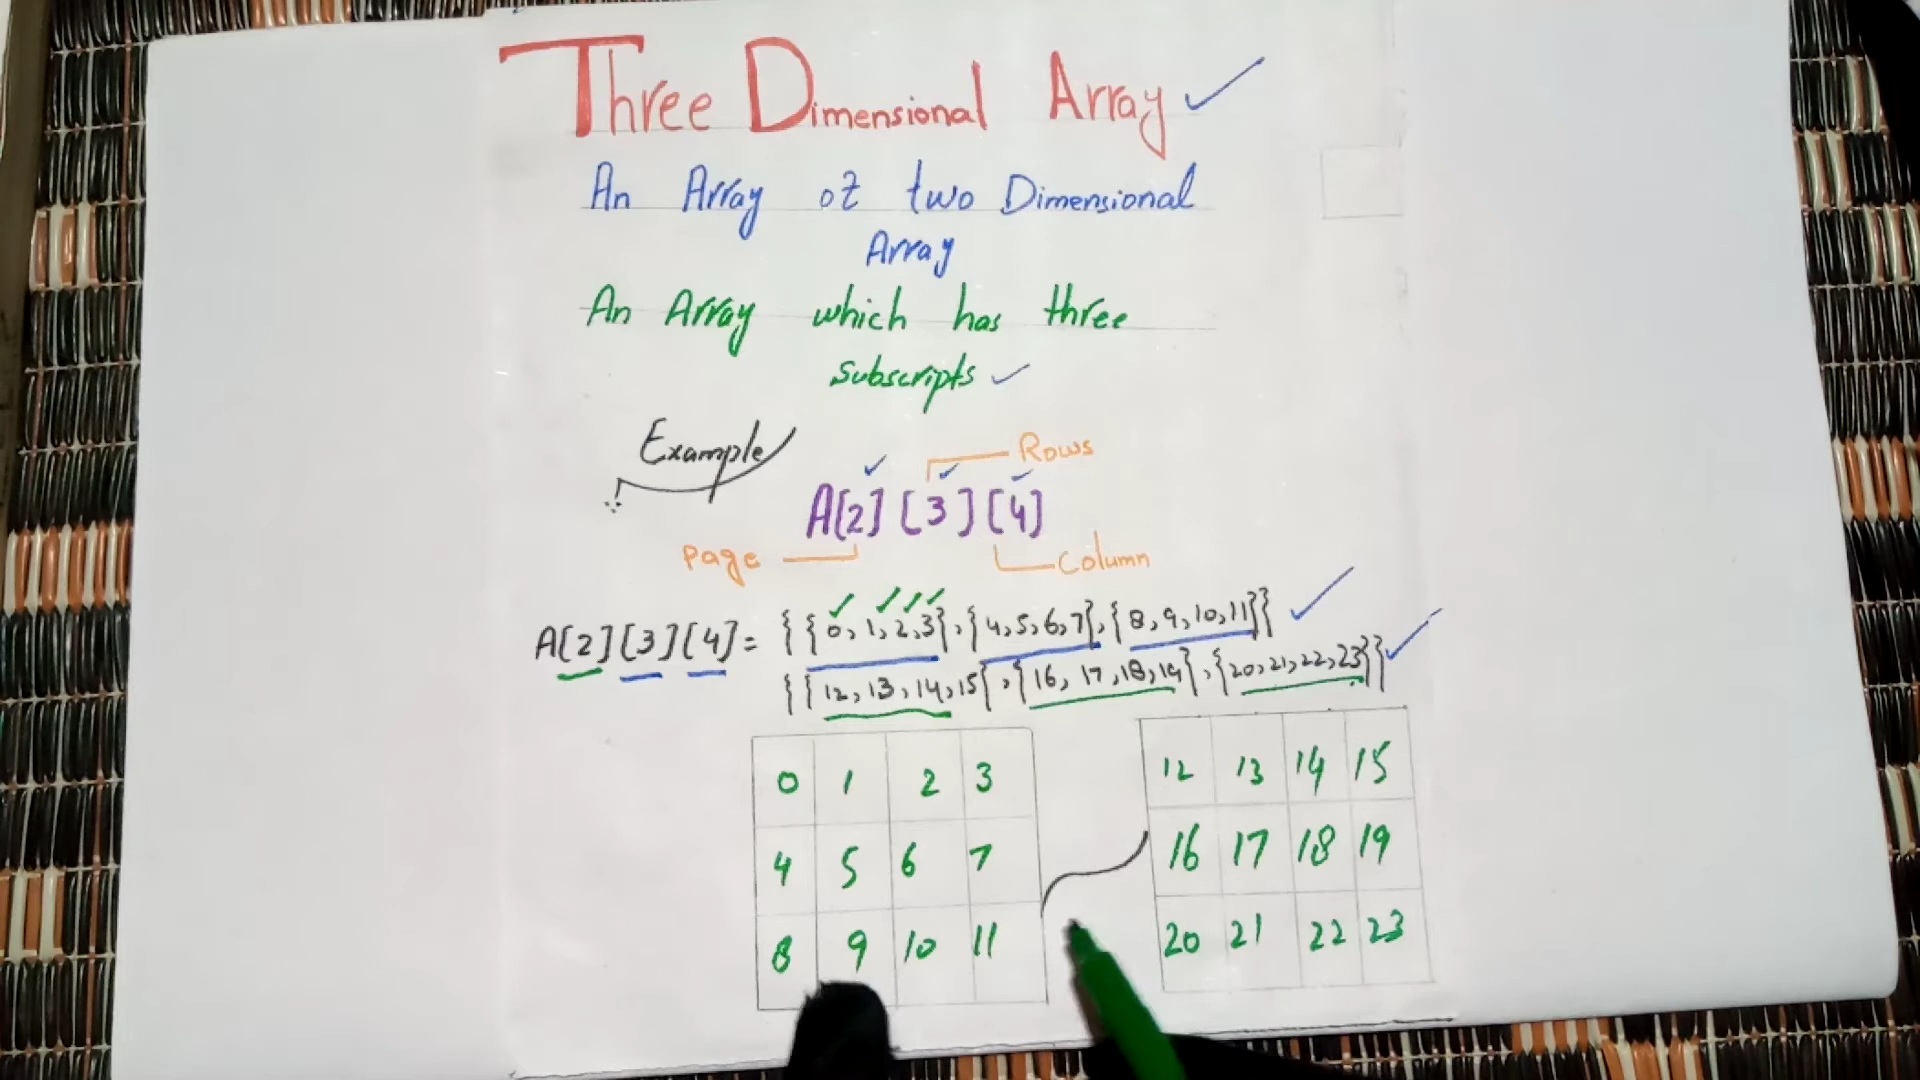 Three Dimensional Array
An Array of two Dimensional
Array
An Array which has three
Subscripts
Example
Rows
A[2] [3] [4]
Page
Column
A[2][3][4] = {{0, 1, 2, 3}, {4, 5, 6, 7}, {8, 9, 10, 11}}
{{12, 13, 14, 15}, {16, 17, 18, 19}, {20, 21, 22, 23}}
0 1 2 3
4 5 6 7
8 9 10 11
12 13 14 15
16 17 18 19
20 21 22 23